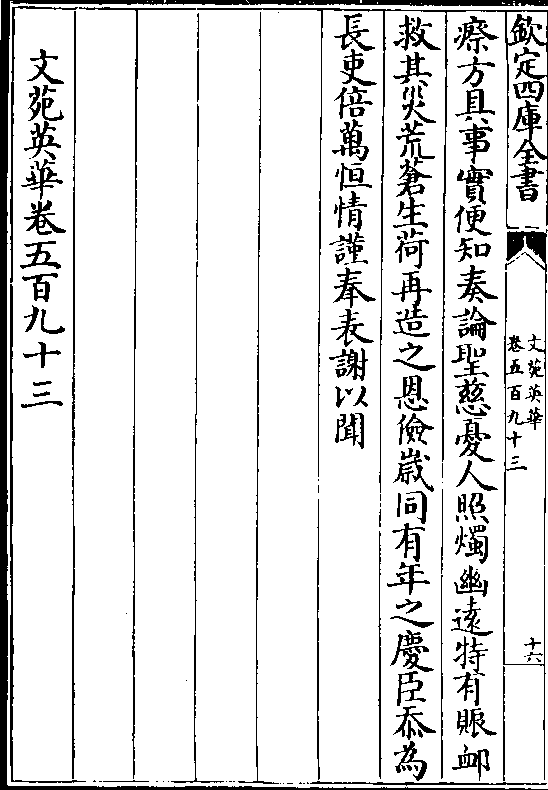 欽定四庫全書
文苑英華
卷五百九十三
十六
瘵方具事實便知奏論聖慈憂人照燭幽遠特有賑䘏
救其災荒蒼生荷再造之恩儉歲同有年之慶臣忝為
長吏倍萬恒情謹奉表謝以聞
文苑英華卷五百九十三